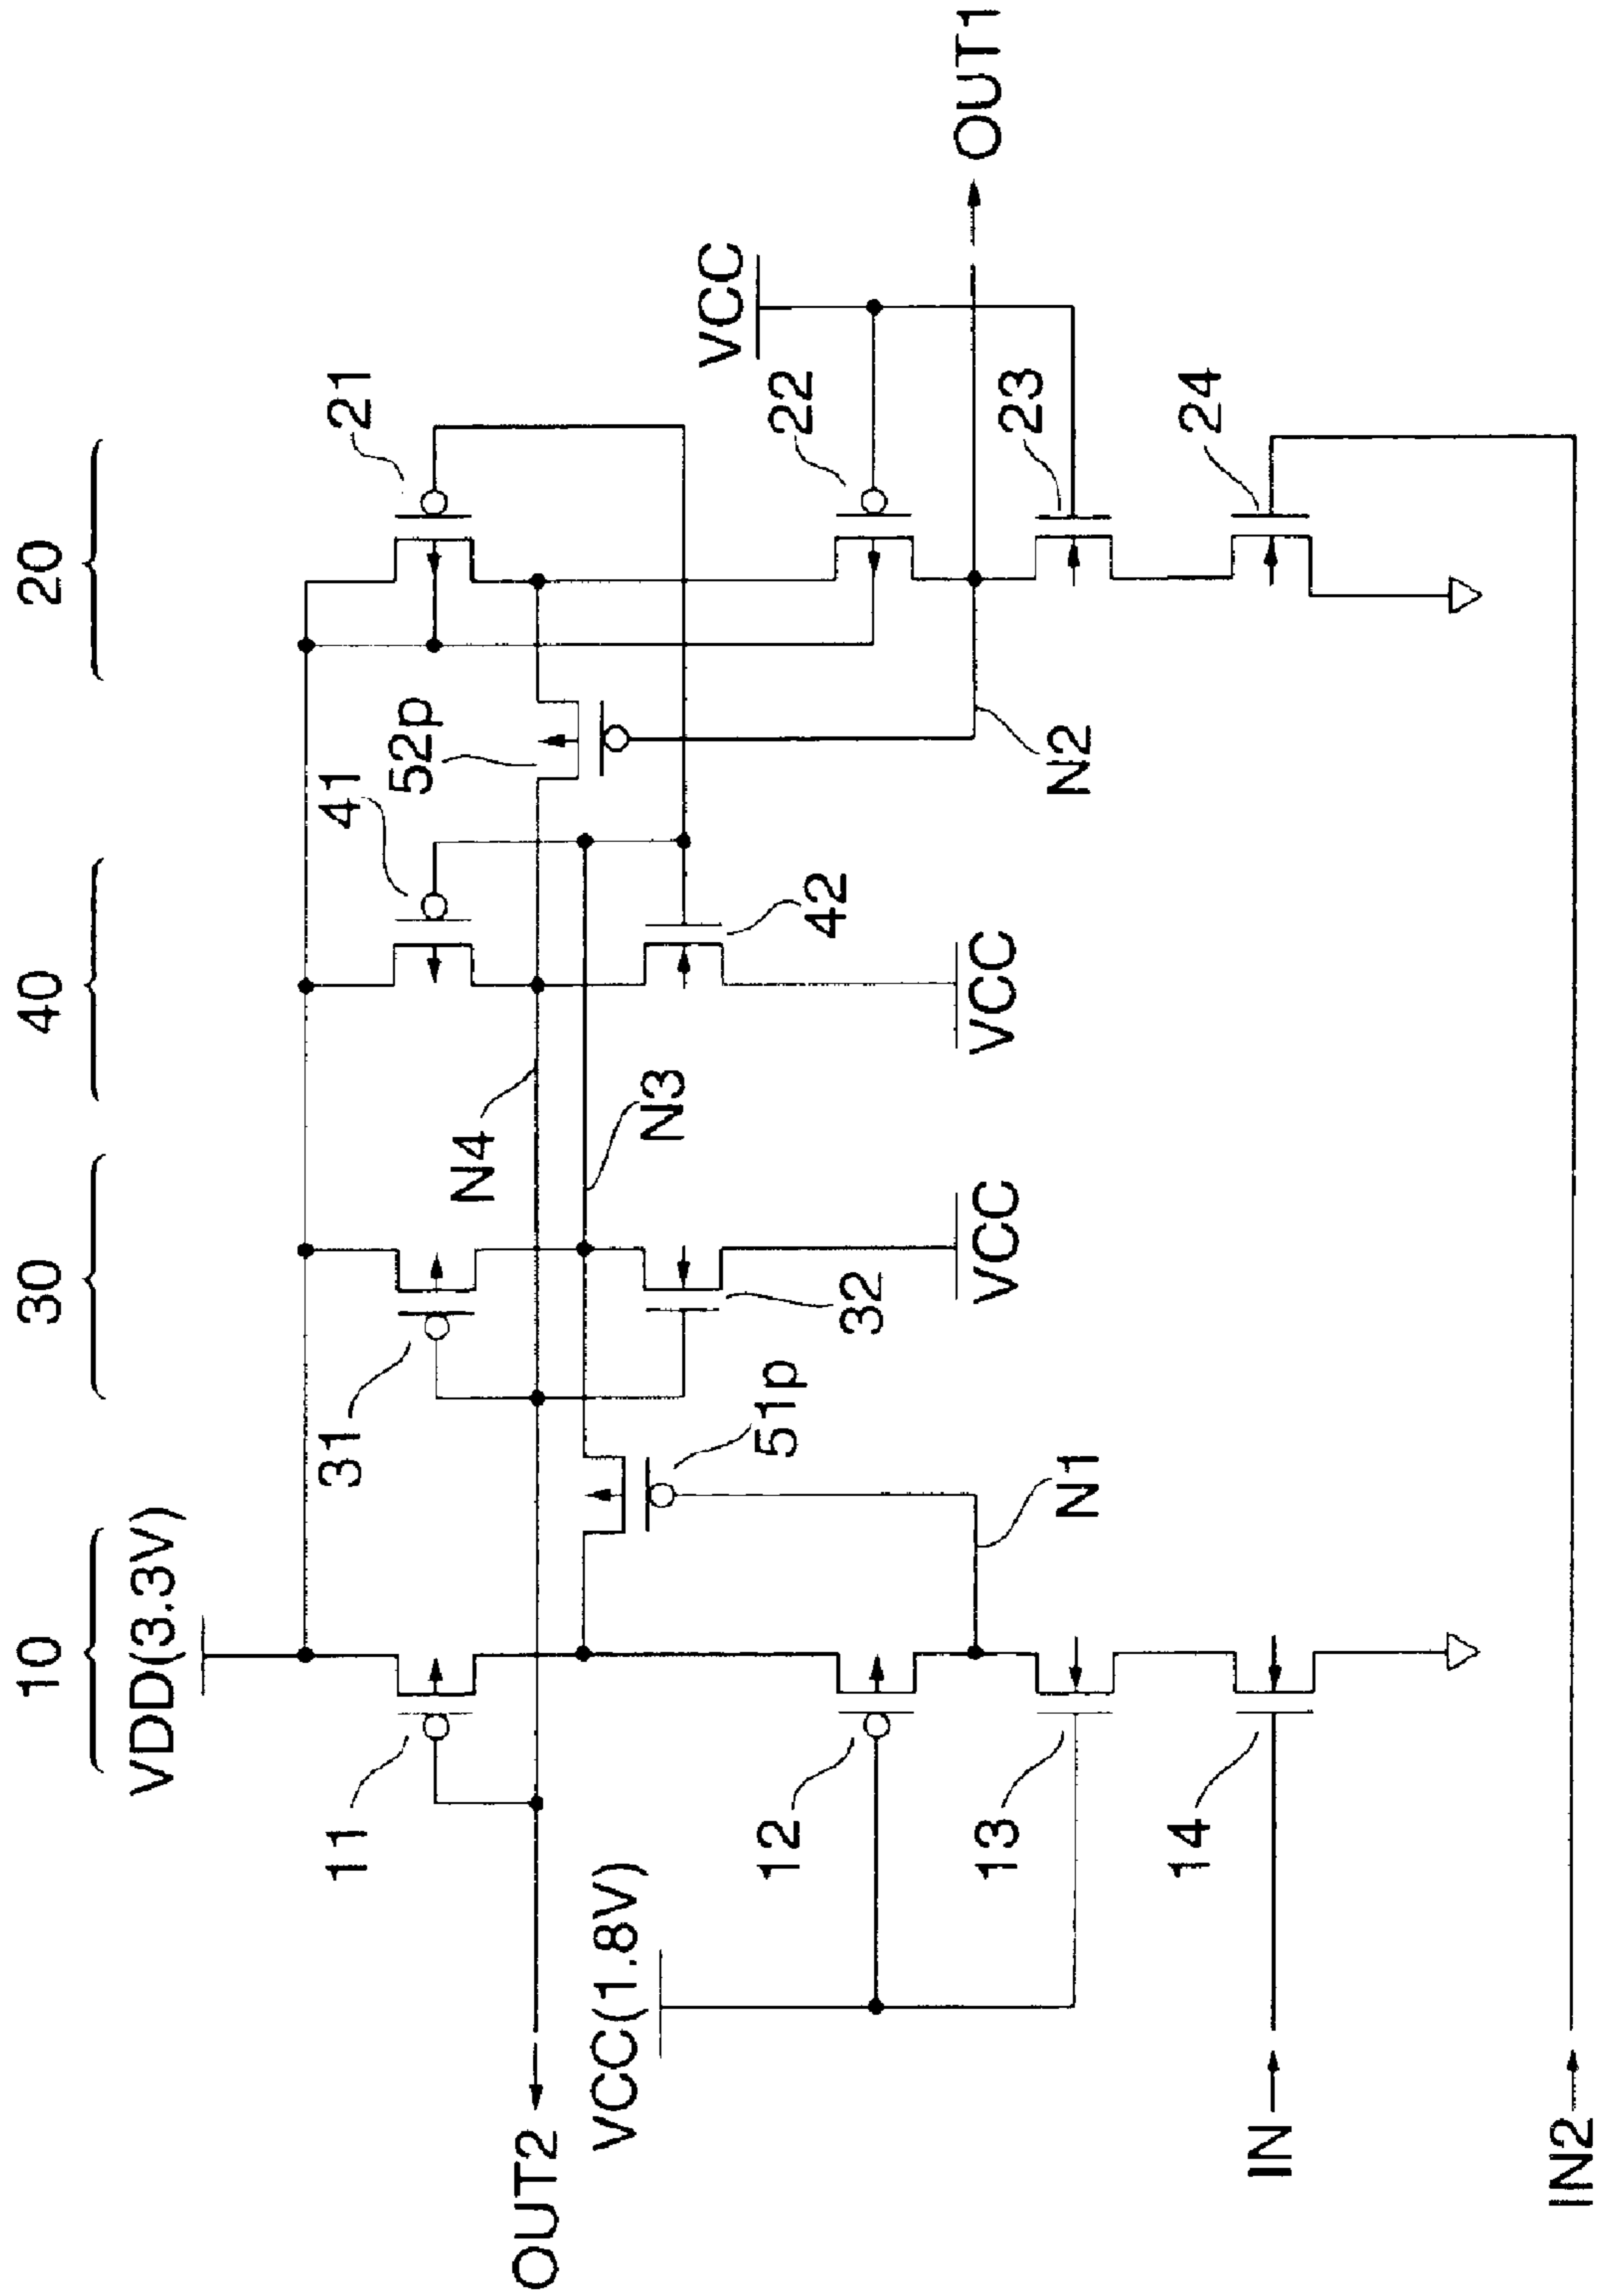 10
30
40
20
VDD(3.3V)
11
31
41
21
N4
52p
OUT2
VCC(1.8V)
N3
VCC
51p
12
32
42
22
VCC
VCC
OUT1
13
N1
N2
23
14
24
IN
IN2